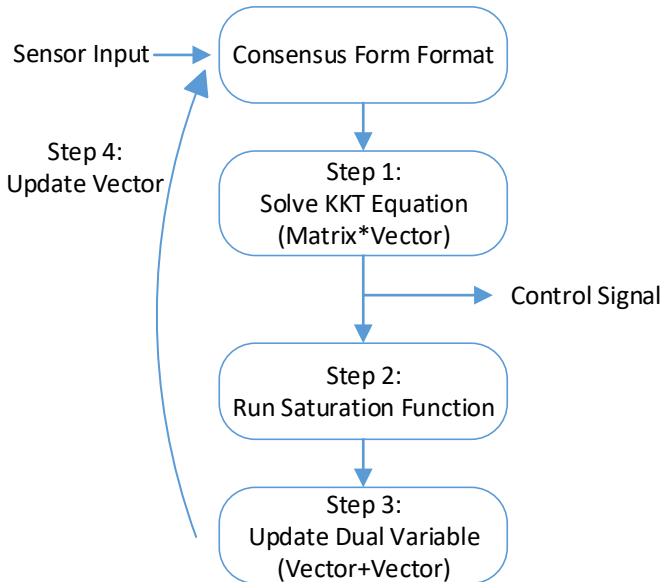 Sensor Input
Consensus Form Format
Step 4:
Update Vector
Step 1:
Solve KKT Equation
(Matrix*Vector)
Control Signal
Step 2:
Run Saturation Function
Step 3:
Update Dual Variable
(Vector+Vector)